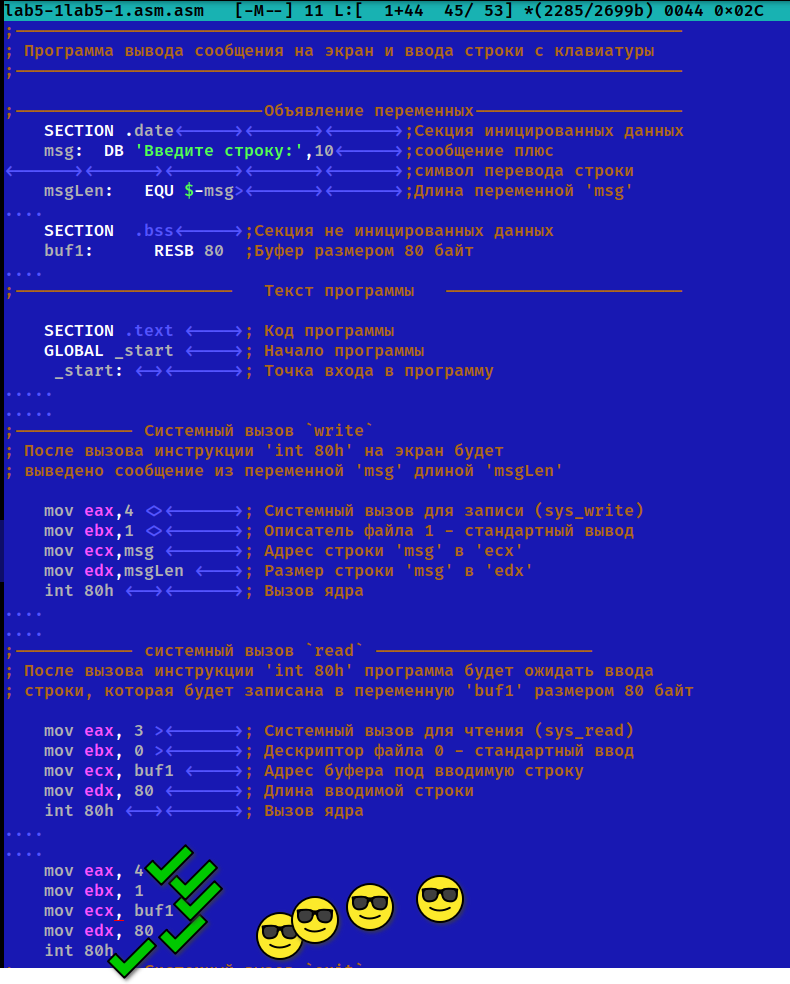 lab5-1lab5-1.asm.asm [-M--] 11 L:[ 1+44 45/ 53] *(2285/2699b) 0044 0x02C
;
; Программа вывода сообщения на экран и ввода строки с клавиатуры
;
;--------------------Объявление переменных--------------------
SECTION .date ;Секция инициированных данных
msg: DB 'Введите строку:',10 ;сообщение плюс
;символ перевода строки
msgLen: EQU $-msg ;Длина переменной 'msg'
....
SECTION .bss ;Секция не инициированных данных
buf1: RESB 80 ;Буфер размером 80 байт
....
;-------------------- Текст программы --------------------
SECTION .text ; Код программы
GLOBAL _start ; Начало программы
_start: ; Точка входа в программу
.....
.....
;------------ Системный вызов `write`
; После вызова инструкции 'int 80h' на экран будет
; выведено сообщение из переменной 'msg' длиной 'msgLen'
mov eax,4 ; Системный вызов для записи (sys_write)
mov ebx,1 ; Описатель файла 1 - стандартный вывод
mov ecx,msg ; Адрес строки 'msg' в 'ecx'
mov edx,msgLen ; Размер строки 'msg' в 'edx'
int 80h ; Вызов ядра
....
....
;------------ системный вызов `read` --------------------
; После вызова инструкции 'int 80h' программа будет ожидать ввода
; строки, которая будет записана в переменную 'buf1' размером 80 байт
mov eax, 3 ; Системный вызов для чтения (sys_read)
mov ebx, 0 ; Дескриптор файла 0 - стандартный ввод
mov ecx, buf1 ; Адрес буфера под вводимую строку
mov edx, 80 ; Длина вводимой строки
int 80h ; Вызов ядра
....
....
mov eax, 4
mov ebx, 1
mov ecx, buf1
mov edx, 80
int 80h